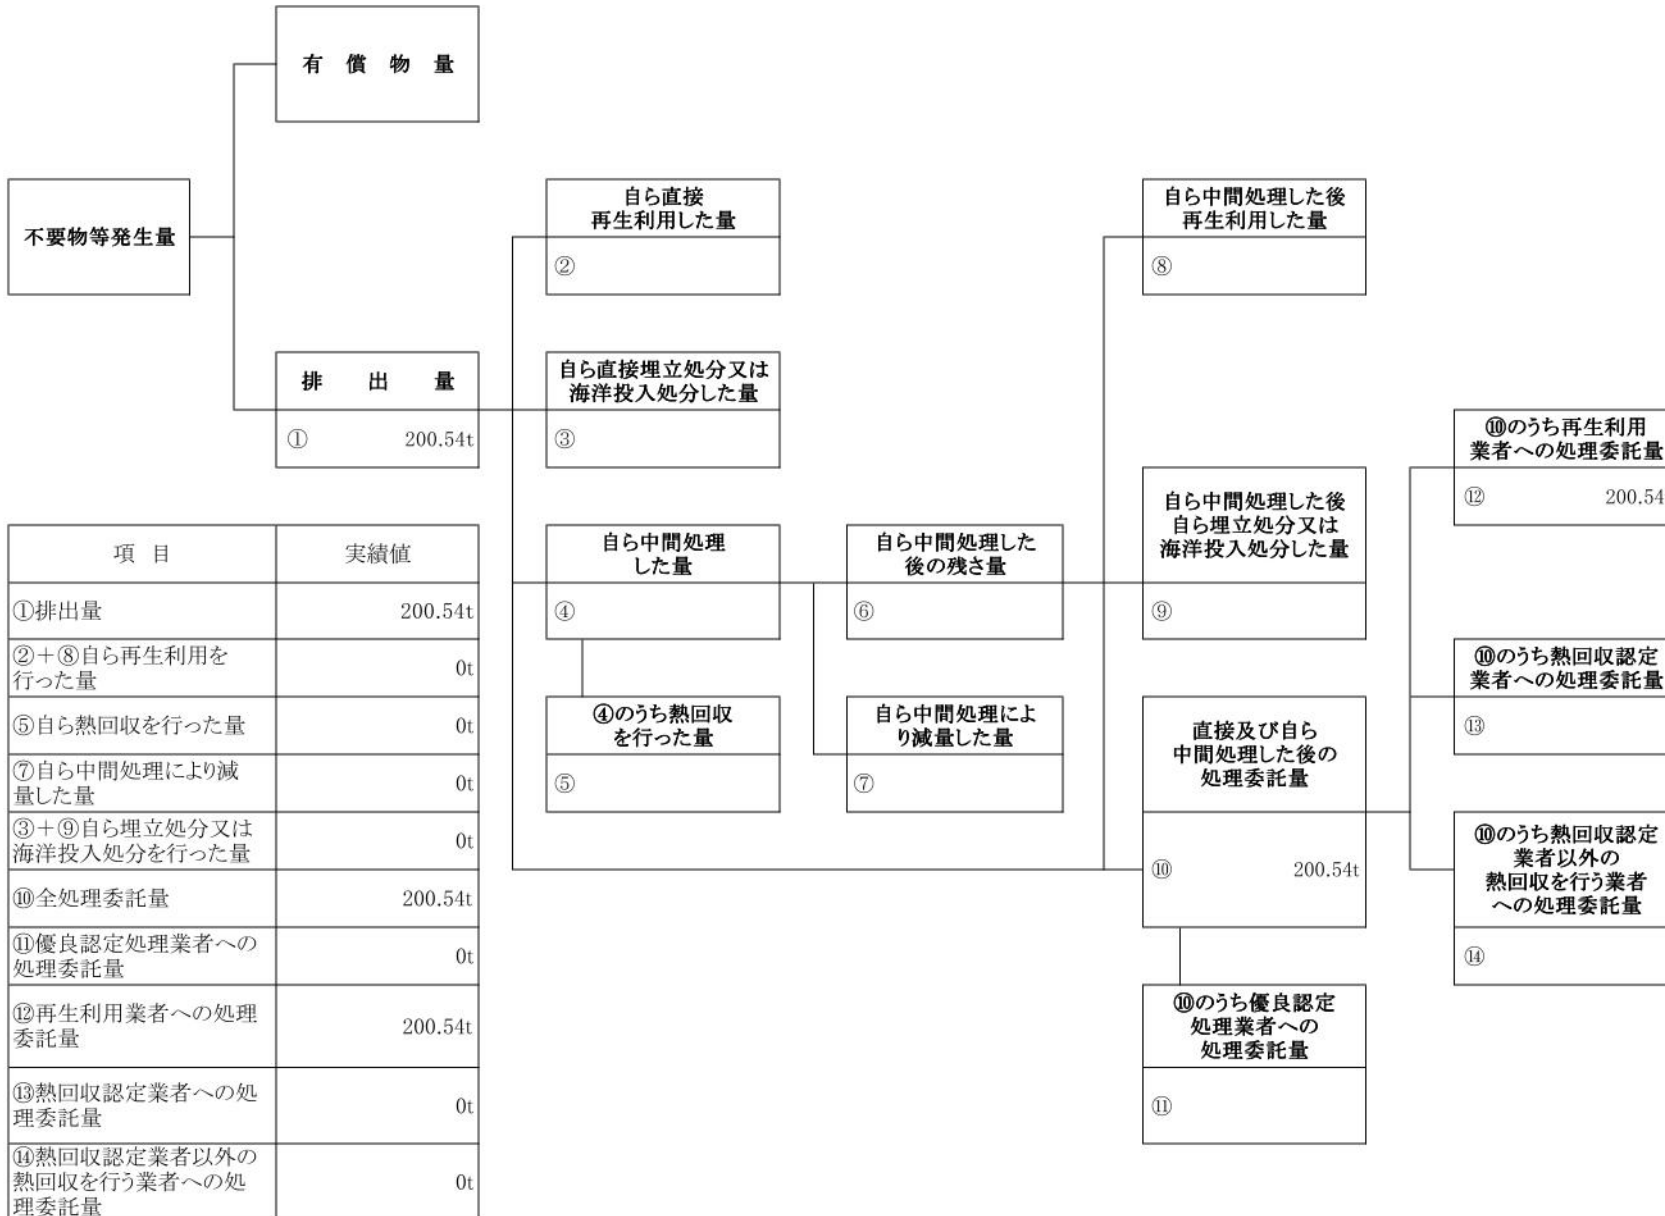 有 償 物 量
不要物等発生量
排 出 量
① 200.54t
自ら直接
再生利用した量
②
自ら直接埋立処分又は
海洋投入処分した量
③
自ら中間処理
した量
④
④のうち熱回収
を行った量
⑤
自ら中間処理した
後の残さ量
⑥
自ら中間処理によ
り減量した量
⑦
自ら中間処理した後
再生利用した量
⑧
自ら中間処理した後
自ら埋立処分又は
海洋投入処分した量
⑨
直接及び自ら
中間処理した後の
処理委託量
⑩ 200.54t
⑩のうち優良認定
処理業者への
処理委託量
⑪
⑩のうち再生利用
業者への処理委託量
⑫ 200.54
⑩のうち熱回収認定
業者への処理委託量
⑬
⑩のうち熱回収認定
業者以外の
熱回収を行う業者
への処理委託量
⑭
項 目 実績値
①排出量 200.54t
②+⑧自ら再生利用を
行った量 0t
⑤自ら熱回収を行った量 0t
⑦自ら中間処理により減
量した量 0t
③+⑨自ら埋立処分又は
海洋投入処分を行った量 0t
⑩全処理委託量 200.54t
⑪優良認定処理業者への
処理委託量 0t
⑫再生利用業者への処理
委託量 200.54t
⑬熱回収認定業者への処
理委託量 0t
⑭熱回収認定業者以外の
熱回収を行う業者への処
理委託量 0t